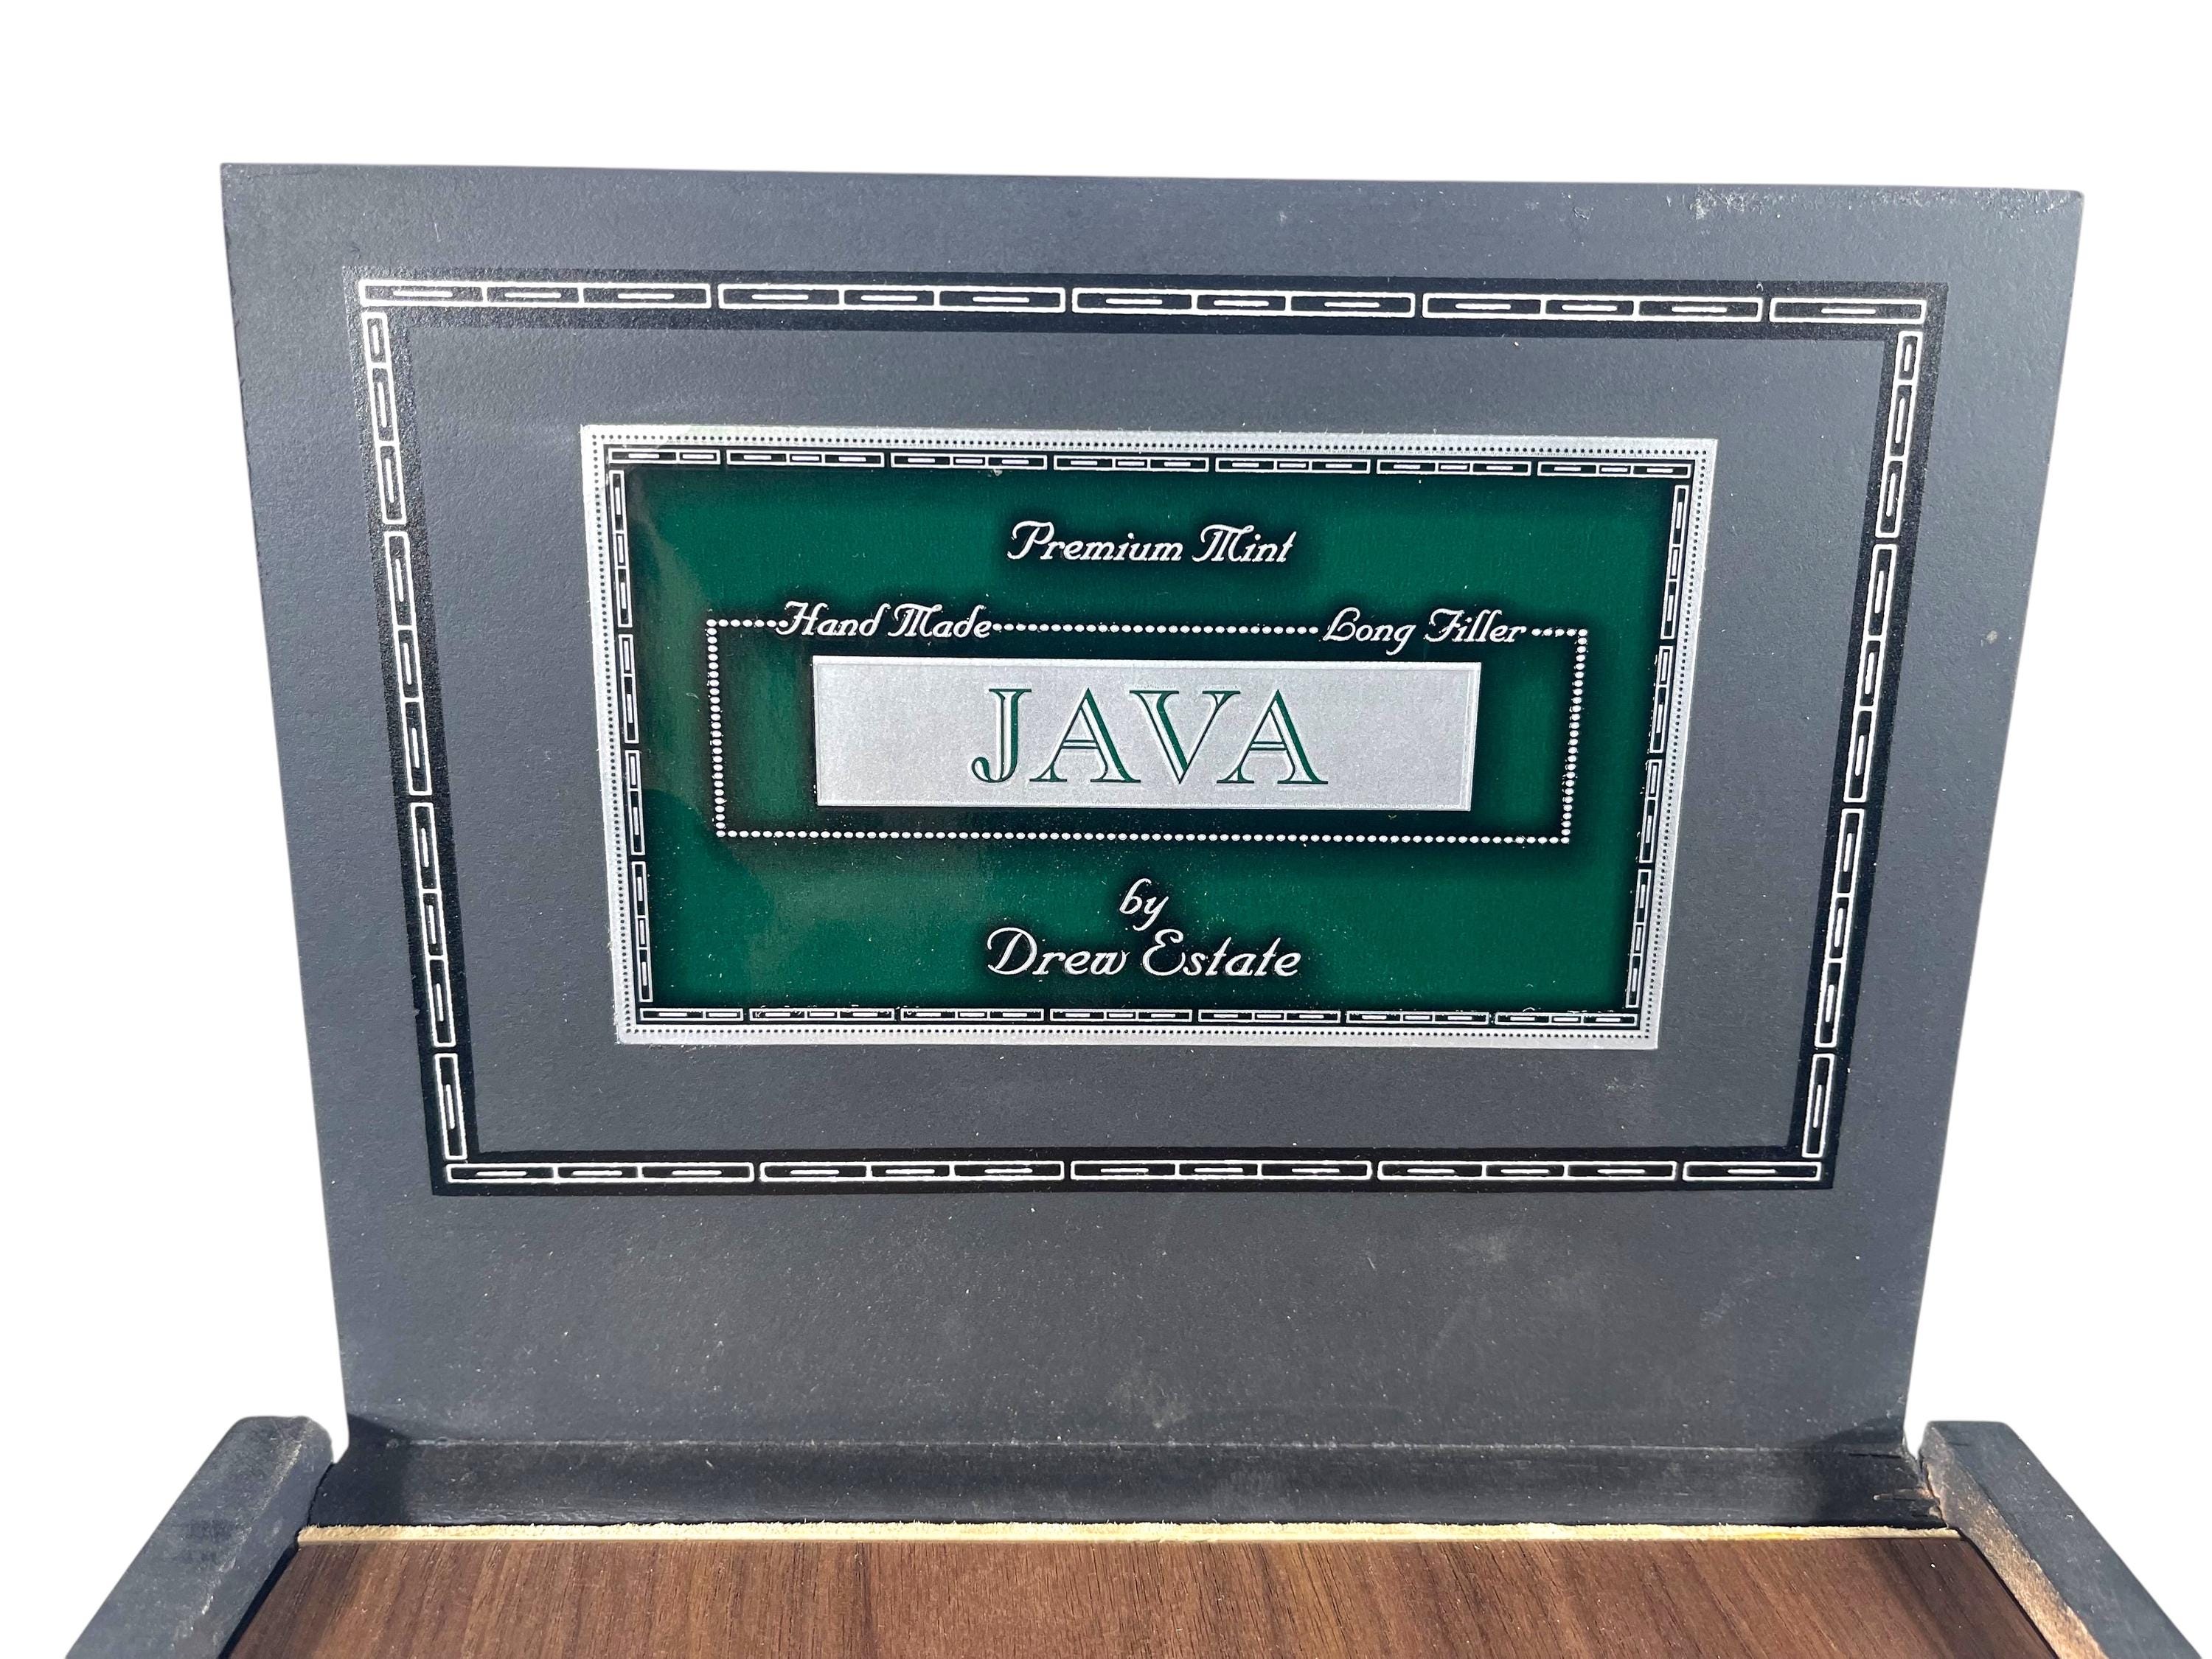 Premium Mint
Hand Made Long Filler
JAVA
by
Drew Estate